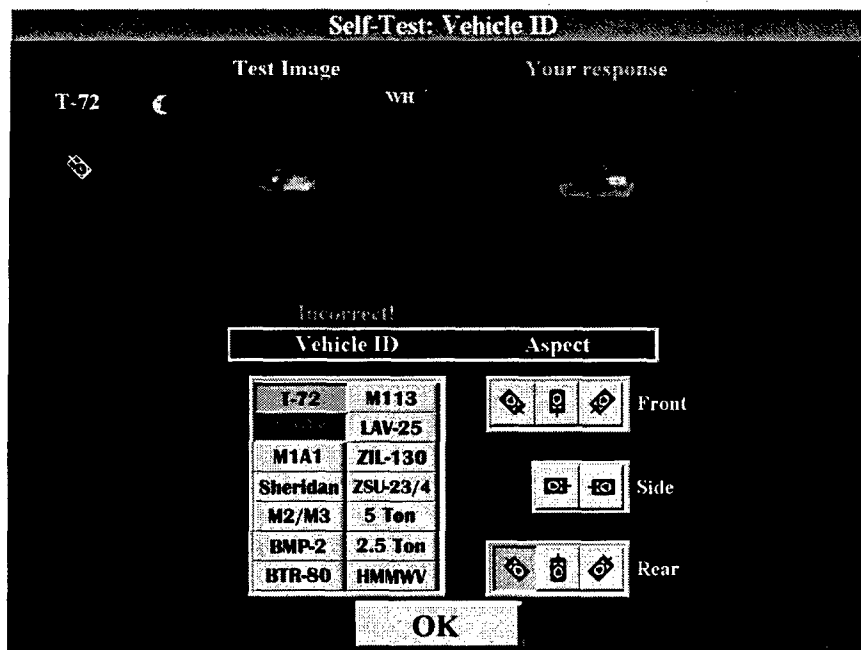 Self-Test: Vehicle ID
Test Image Your response
T-72 WH
Incorrect!
Vehicle ID Aspect
T-72 M113 Front
LAV-25
M1A1 ZIL-130
Sheridan ZSU-23/4 Side
M2/M3 5 Ton
BMP-2 2.5 Ton
BTR-80 HMMWV Rear
OK